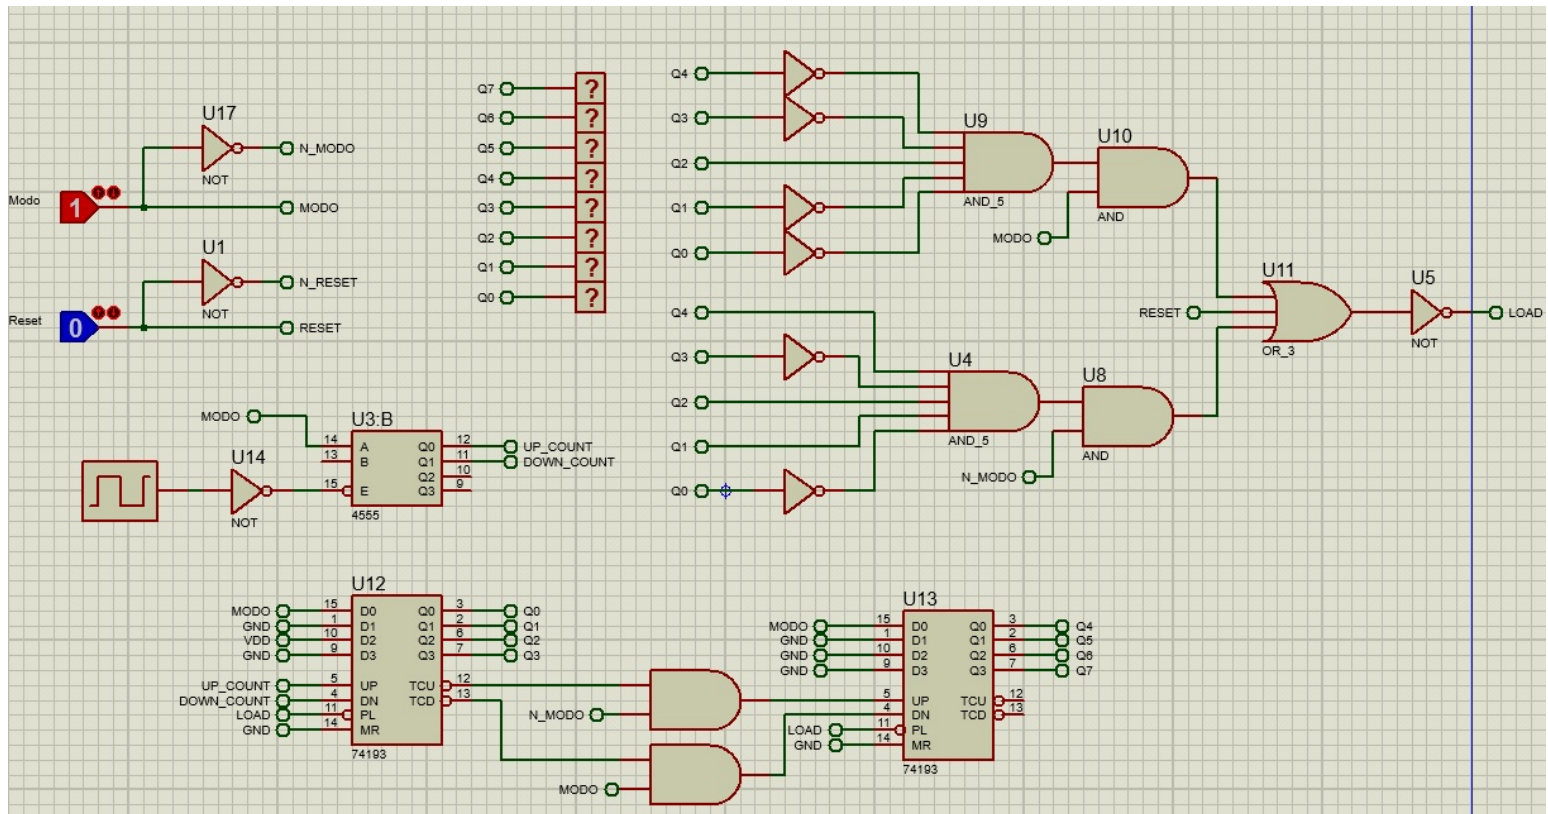 U17
N_MODO
NOT
Modo
1
MODO
U1
N_RESET
NOT
Reset
0
RESET
Q7 ?
Q6 ?
Q5 ?
Q4 ?
Q3 ?
Q2 ?
Q1 ?
Q0 ?
Q4
Q3
Q2
Q1
Q0
U9
AND_5
U10
AND
MODO
Q4
Q3
Q2
Q1
Q0
U4
AND_5
U8
AND
N_MODO
RESET
U11
OR_3
U5
NOT
LOAD
MODO
U14
NOT
U3:B
14 A Q0 12 UP_COUNT
13 B Q1 11 DOWN_COUNT
Q2 10
15 E Q3 9
4555
U12
MODO 15 D0 Q0 3 Q0
GND 1 D1 Q1 2 Q1
VDD 10 D2 Q2 6 Q2
GND 9 D3 Q3 7 Q3
UP_COUNT 5 UP TCU 12
DOWN_COUNT 4 DN TCD 13
LOAD 11 PL
GND 14 MR
74193
N_MODO
MODO
U13
MODO 15 D0 Q0 3 Q4
GND 1 D1 Q1 2 Q5
GND 10 D2 Q2 6 Q6
GND 9 D3 Q3 7 Q7
5 UP TCU 12
4 DN TCD 13
LOAD 11 PL
GND 14 MR
74193